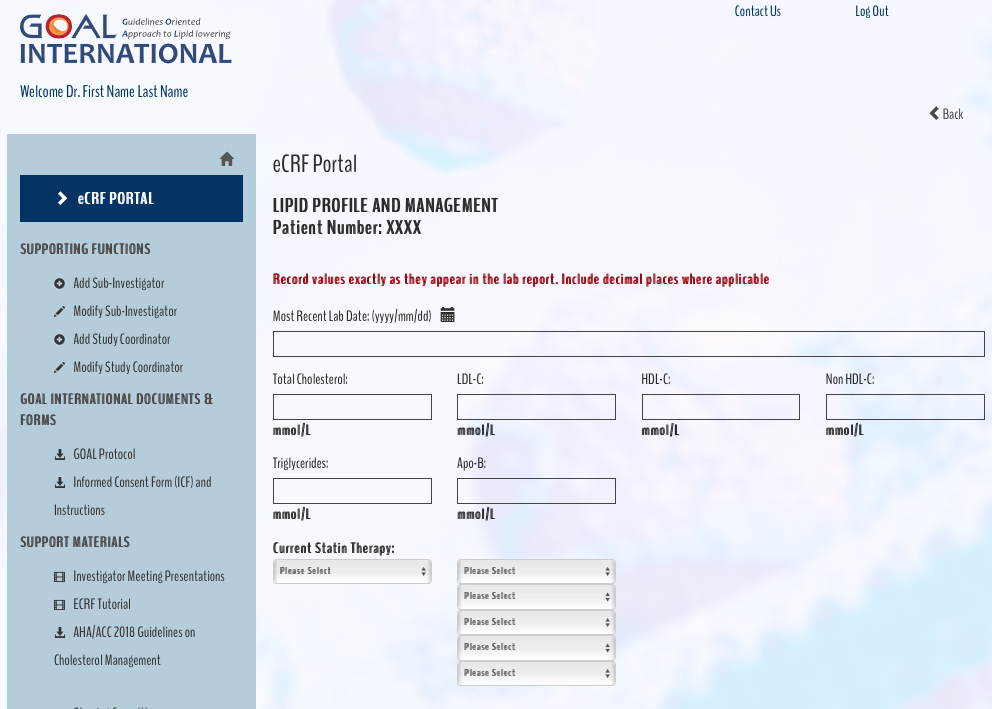 GOAL Guidelines Oriented
Approach to Lipid lowering
INTERNATIONAL
Contact Us
Log Out
Welcome Dr. First Name Last Name
Back
eCRF PORTAL
SUPPORTING FUNCTIONS
Add Sub-Investigator
Modify Sub-Investigator
Add Study Coordinator
Modify Study Coordinator
GOAL INTERNATIONAL DOCUMENTS &
FORMS
GOAL Protocol
Informed Consent Form (ICF) and
Instructions
SUPPORT MATERIALS
Investigator Meeting Presentations
ECRF Tutorial
AHA/ACC 2018 Guidelines on
Cholesterol Management
eCRF Portal
LIPID PROFILE AND MANAGEMENT
Patient Number: XXXX
Record values exactly as they appear in the lab report. Include decimal places where applicable
Most Recent Lab Date: (yyyy/mm/dd)
Total Cholesterol: LDL-C: HDL-C: Non HDL-C:
mmol/L mmol/L mmol/L mmol/L
Triglycerides: Apo-B:
mmol/L mmol/L
Current Statin Therapy:
Please Select Please Select
Please Select
Please Select
Please Select
Please Select